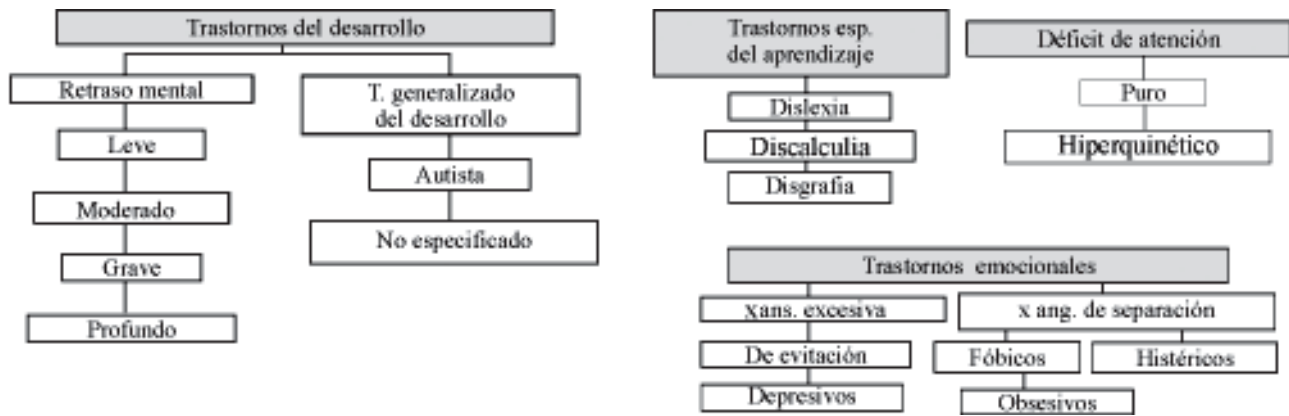 Trastornos del desarrollo
Retraso mental
Leve
Moderado
Grave
Profundo
T. generalizado
del desarrollo
Autista
No especificado
Trastornos esp.
del aprendizaje
Dislexia
Discalculia
Disgrafia
Déficit de atención
Puro
Hiperquinético
Trastornos emocionales
xans. excesiva
De evitación
Depresivos
x ang. de separación
Fóbicos
Obsesivos
Histéricos